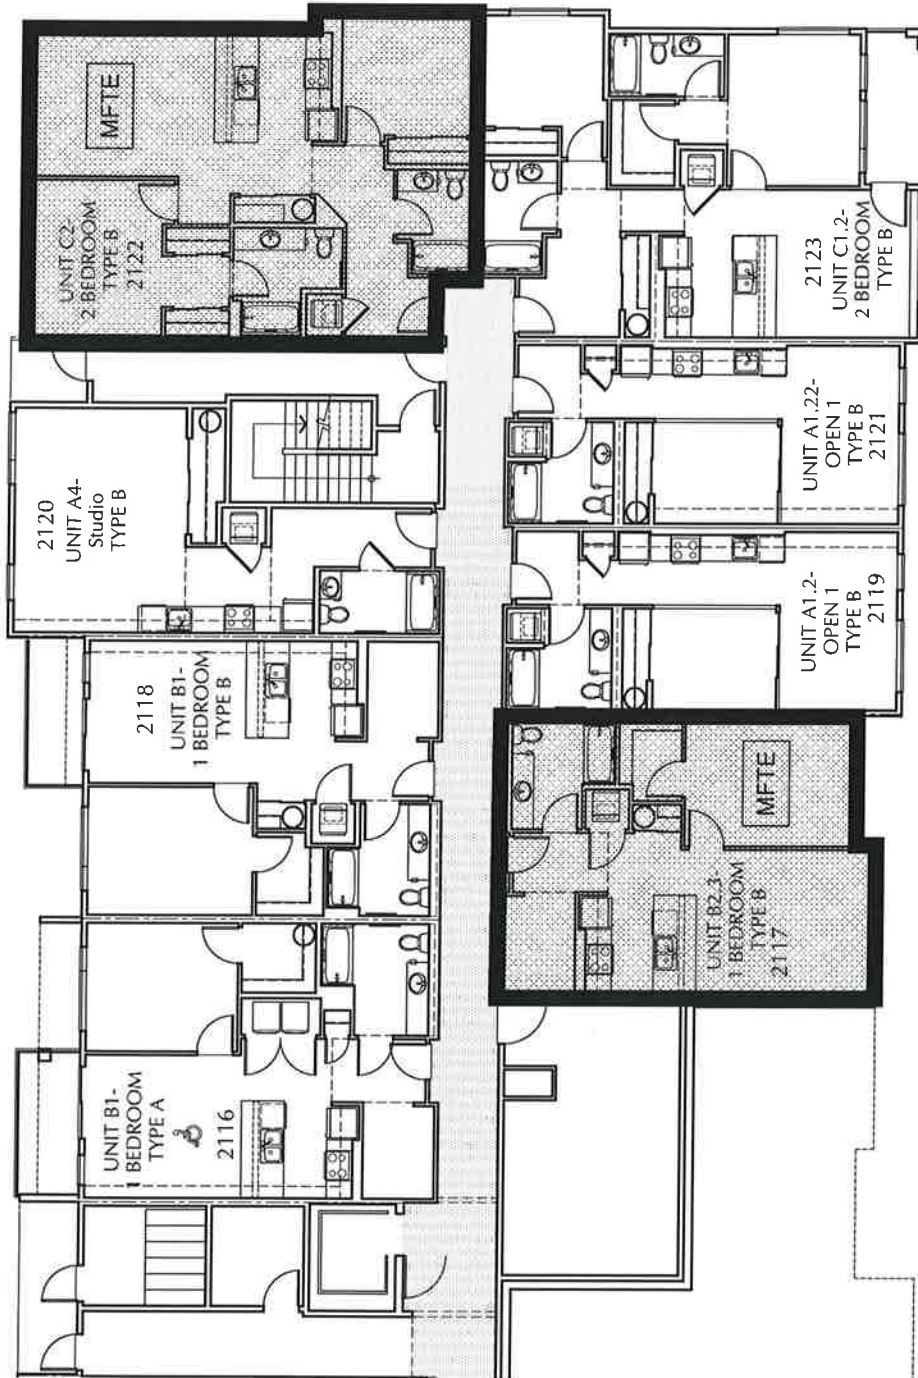 UNIT C2-
2 BEDROOM
TYPE B
2122
MFTE
2120
UNIT A4-
Studio
TYPE B
2118
UNIT B1-
1 BEDROOM
TYPE B
UNIT B1-
1 BEDROOM
TYPE A
2116
2123
UNIT C1.2-
2 BEDROOM
TYPE B
UNIT A1.22-
OPEN 1
TYPE B
2121
UNIT A1.2-
OPEN 1
TYPE B
2119
MFTE
UNIT B2.3-
1 BEDROOM
TYPE B
2117